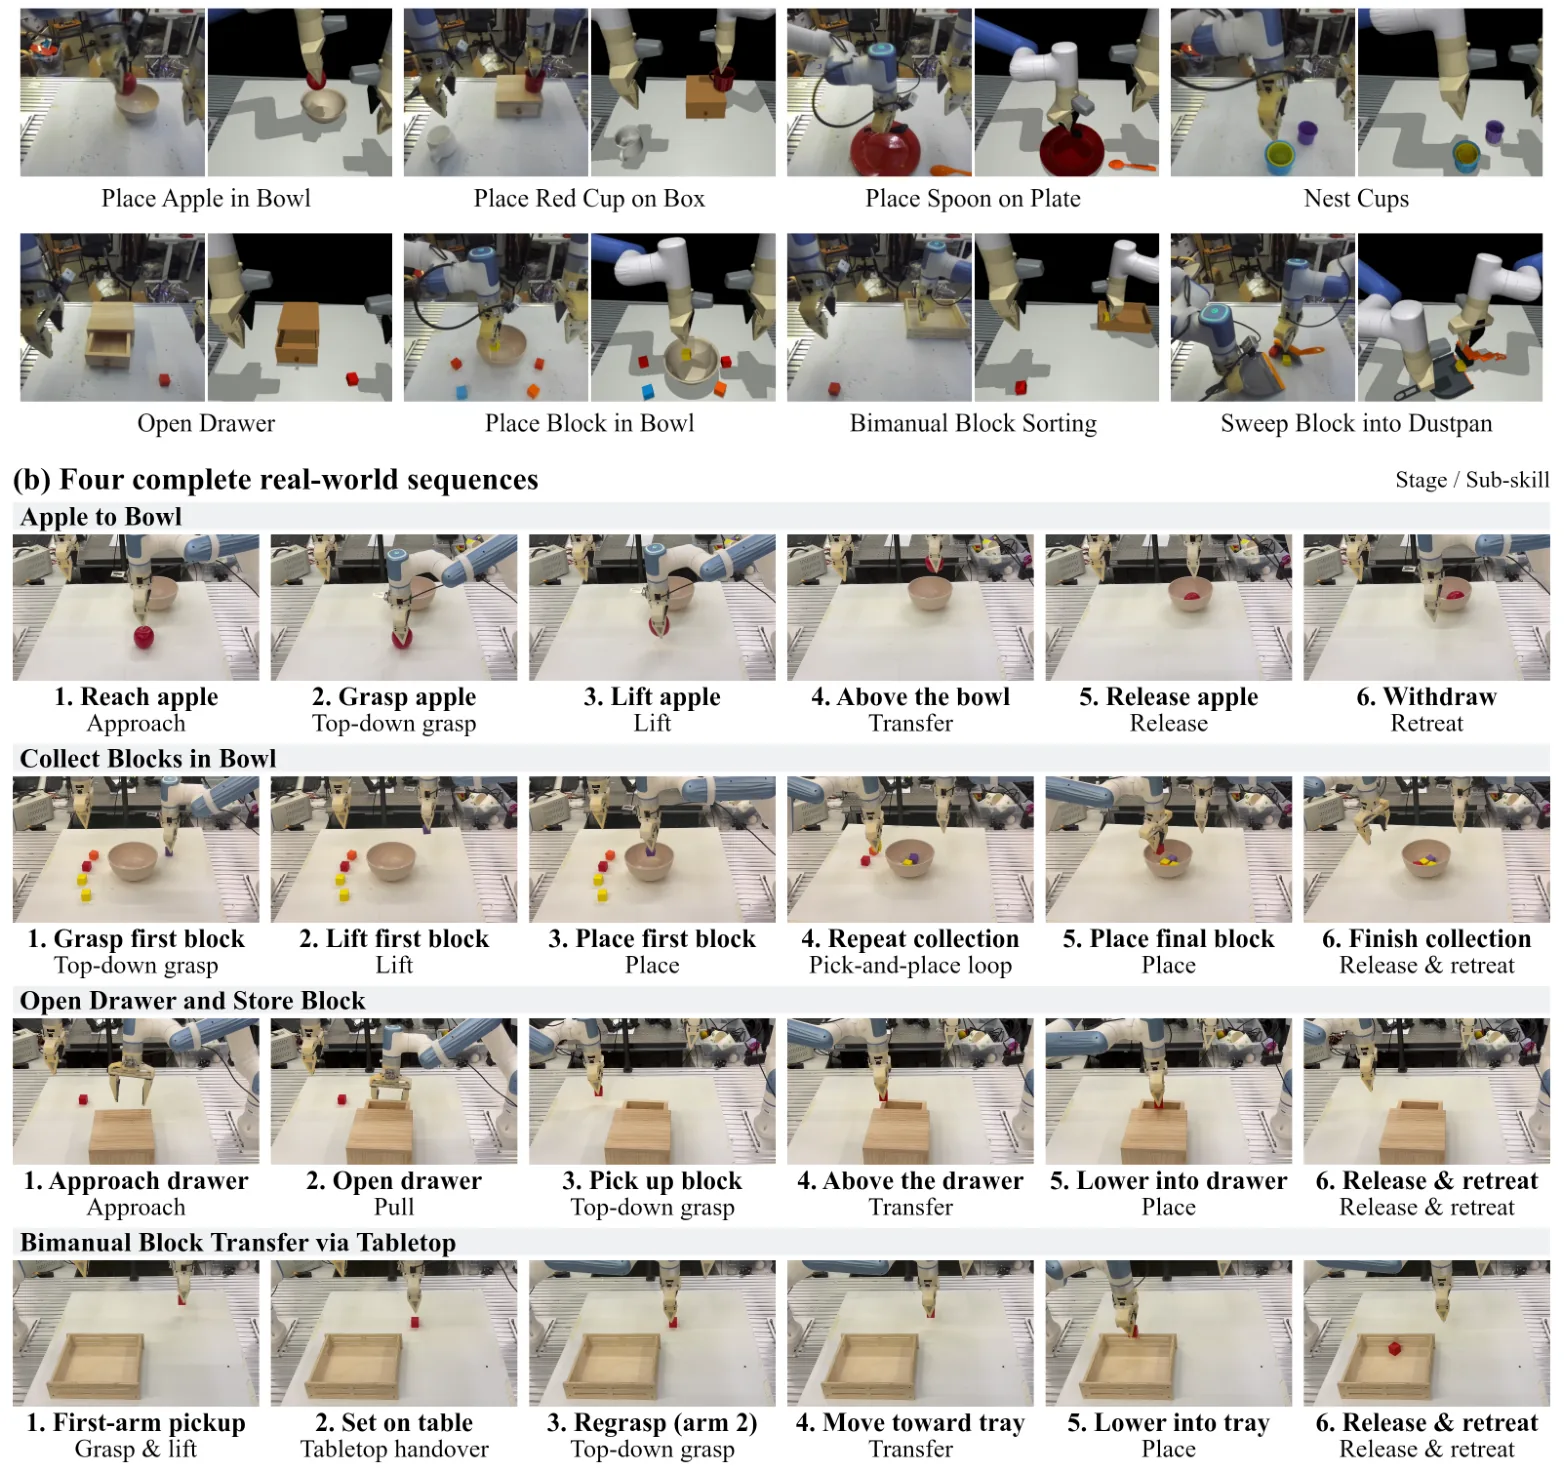 Place Apple in Bowl
Place Red Cup on Box
Place Spoon on Plate
Nest Cups
Open Drawer
Place Block in Bowl
Bimanual Block Sorting
Sweep Block into Dustpan
(b) Four complete real-world sequences
Stage / Sub-skill
Apple to Bowl
1. Reach apple
Approach
2. Grasp apple
Top-down grasp
3. Lift apple
Lift
4. Above the bowl
Transfer
5. Release apple
Release
6. Withdraw
Retreat
Collect Blocks in Bowl
1. Grasp first block
Top-down grasp
2. Lift first block
Lift
3. Place first block
Place
4. Repeat collection
Pick-and-place loop
5. Place final block
Place
6. Finish collection
Release & retreat
Open Drawer and Store Block
1. Approach drawer
Approach
2. Open drawer
Pull
3. Pick up block
Top-down grasp
4. Above the drawer
Transfer
5. Lower into drawer
Place
6. Release & retreat
Release & retreat
Bimanual Block Transfer via Tabletop
1. First-arm pickup
Grasp & lift
2. Set on table
Tabletop handover
3. Regrasp (arm 2)
Top-down grasp
4. Move toward tray
Transfer
5. Lower into tray
Place
6. Release & retreat
Release & retreat